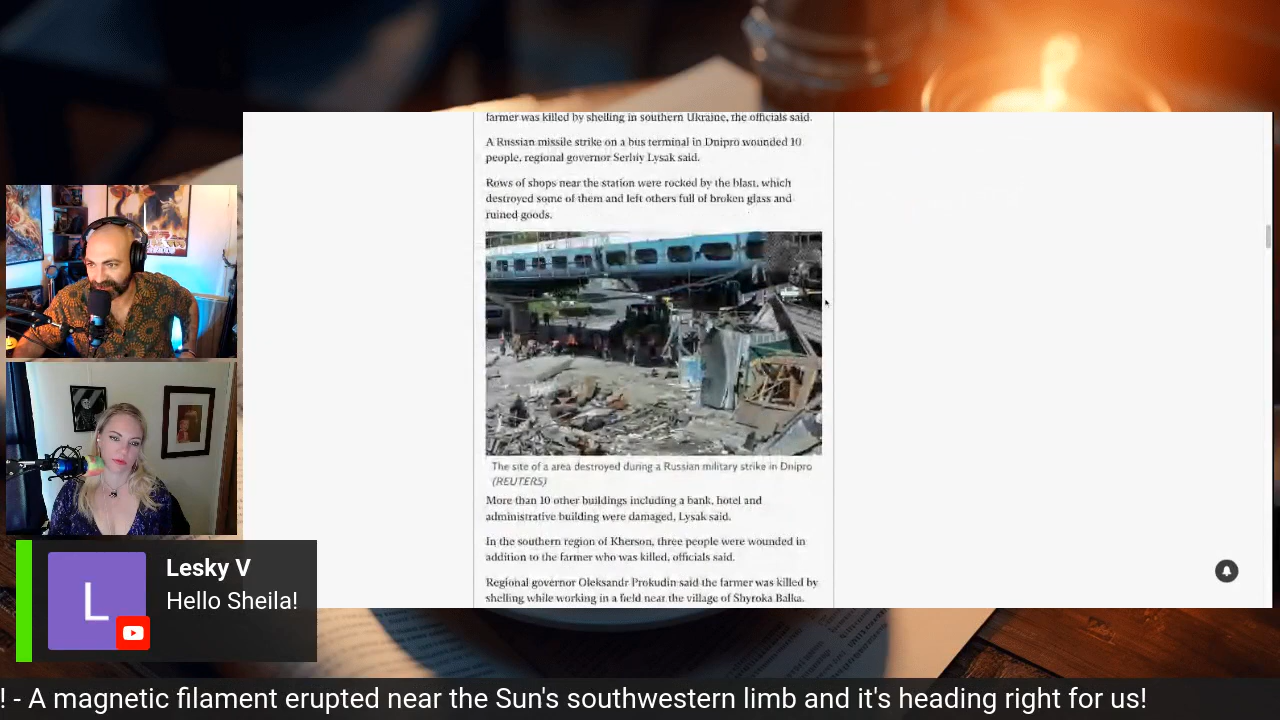 farmer was killed by shelling in southern Ukraine, the officials said.
A Russian missile strike on a bus terminal in Dnipro wounded 10
people, regional governor Serhiy Lysak said.
Rows of shops near the station were rocked by the blast, which
destroyed some of them and left others full of broken glass and
ruined goods.
The site of a area destroyed during a Russian military strike in Dnipro
(REUTERS)
More than 10 other buildings including a bank, hotel and
administrative building were damaged, Lysak said.
In the southern region of Kherson, three people were wounded in
addition to the farmer who was killed, officials said.
Regional governor Oleksandr Prokudin said the farmer was killed by
shelling while working in a field near the village of Shyroka Balka.
L
Lesky V
Hello Sheila!
! - A magnetic filament erupted near the Sun's southwestern limb and it's heading right for us!